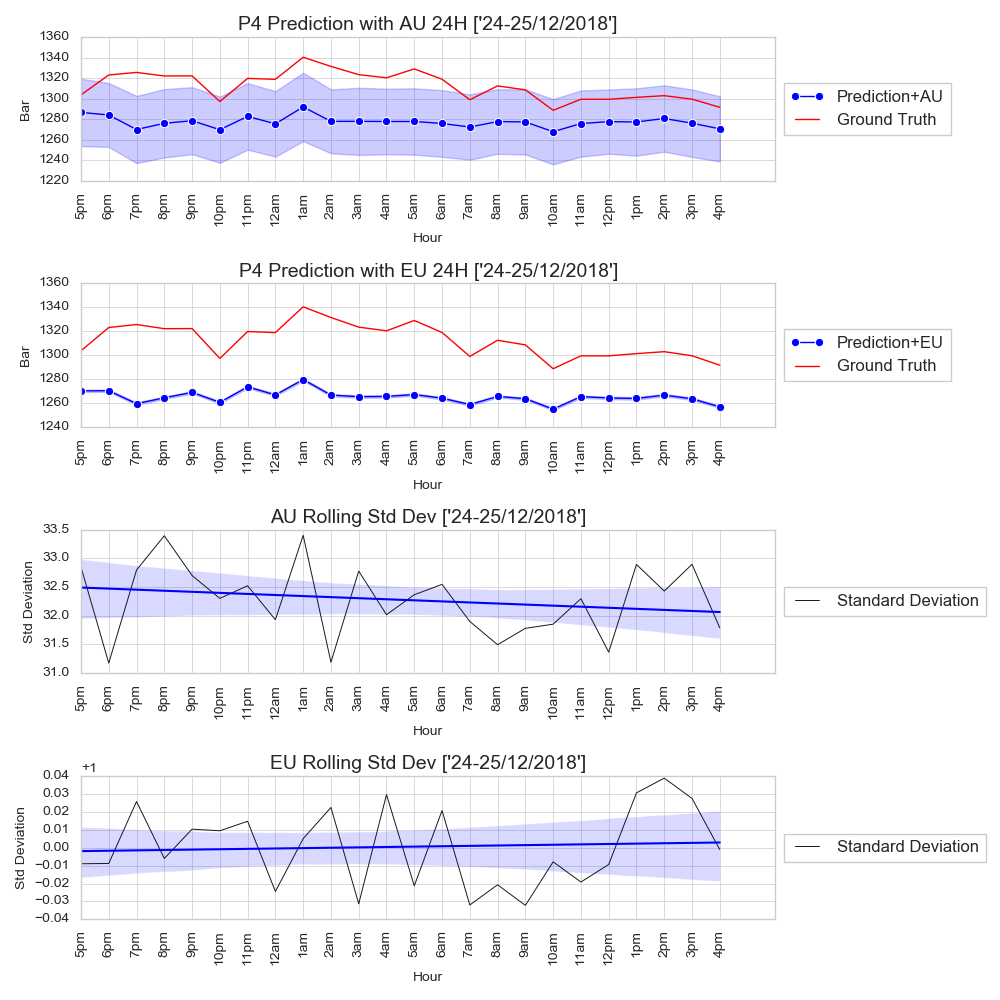 P4 Prediction with AU 24H ['24-25/12/2018']
1360
1340
1320
1300
1280
1260
1240
1220
Bar
5pm 6pm 7pm 8pm 9pm 10pm 11pm 12am 1am 2am 3am 4am 5am 6am 7am 8am 9am 10am 11am 12pm 1pm 2pm 3pm 4pm
Hour
Prediction+AU
Ground Truth
P4 Prediction with EU 24H ['24-25/12/2018']
1360
1340
1320
1300
1280
1260
1240
Bar
5pm 6pm 7pm 8pm 9pm 10pm 11pm 12am 1am 2am 3am 4am 5am 6am 7am 8am 9am 10am 11am 12pm 1pm 2pm 3pm 4pm
Hour
Prediction+EU
Ground Truth
AU Rolling Std Dev ['24-25/12/2018']
33.5
33.0
32.5
32.0
31.5
31.0
Std Deviation
5pm 6pm 7pm 8pm 9pm 10pm 11pm 12am 1am 2am 3am 4am 5am 6am 7am 8am 9am 10am 11am 12pm 1pm 2pm 3pm 4pm
Hour
Standard Deviation
EU Rolling Std Dev ['24-25/12/2018']
+1
0.04
0.03
0.02
0.01
0.00
−0.01
−0.02
−0.03
−0.04
Std Deviation
5pm 6pm 7pm 8pm 9pm 10pm 11pm 12am 1am 2am 3am 4am 5am 6am 7am 8am 9am 10am 11am 12pm 1pm 2pm 3pm 4pm
Hour
Standard Deviation